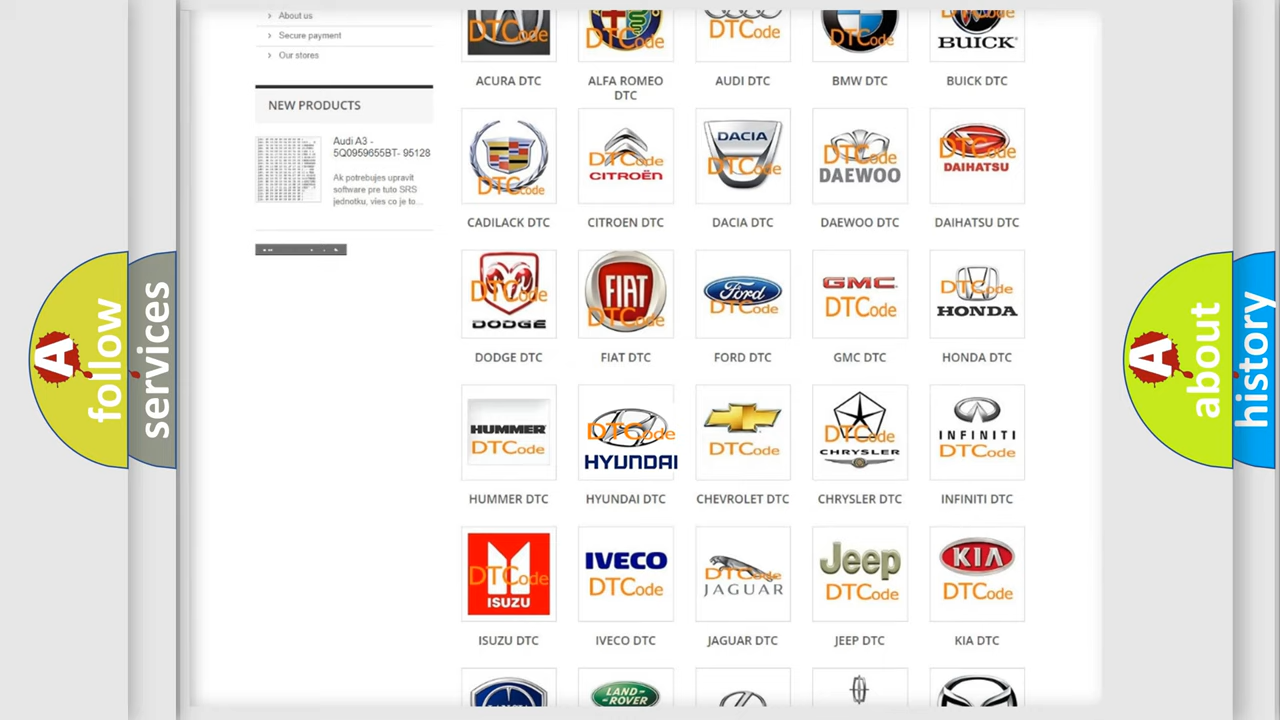 About us
Secure payment
Our stores
NEW PRODUCTS
Audi A3 -
5Q0959655BT- 95128
Ak potrebujes upravit
software pre tuto SRS
jednotku, vies co je to...
DTCode
DTCode
DTCode
DTCode
BUICK
ACURA DTC
ALFA ROMEO
DTC
AUDI DTC
BMW DTC
BUICK DTC
DTCode
DTCode
CITROËN
DACIA
DTCode
DTCode
DAEWOO
DTCode
DAIHATSU
CADILACK DTC
CITROEN DTC
DACIA DTC
DAEWOO DTC
DAIHATSU DTC
DTCode
DODGE
FIAT
DTCode
Ford
DTCode
GMC
DTCode
DTCode
HONDA
DODGE DTC
FIAT DTC
FORD DTC
GMC DTC
HONDA DTC
HUMMER
DTCode
DTCode
HYUNDAI
DTCode
DTCode
CHRYSLER
INFINITI
DTCode
HUMMER DTC
HYUNDAI DTC
CHEVROLET DTC
CHRYSLER DTC
INFINITI DTC
DTCode
ISUZU
IVECO
DTCode
DTCode
JAGUAR
Jeep
DTCode
KIA
DTCode
ISUZU DTC
IVECO DTC
JAGUAR DTC
JEEP DTC
KIA DTC
LAND-
ROVER
A
follow
services
A
about
history